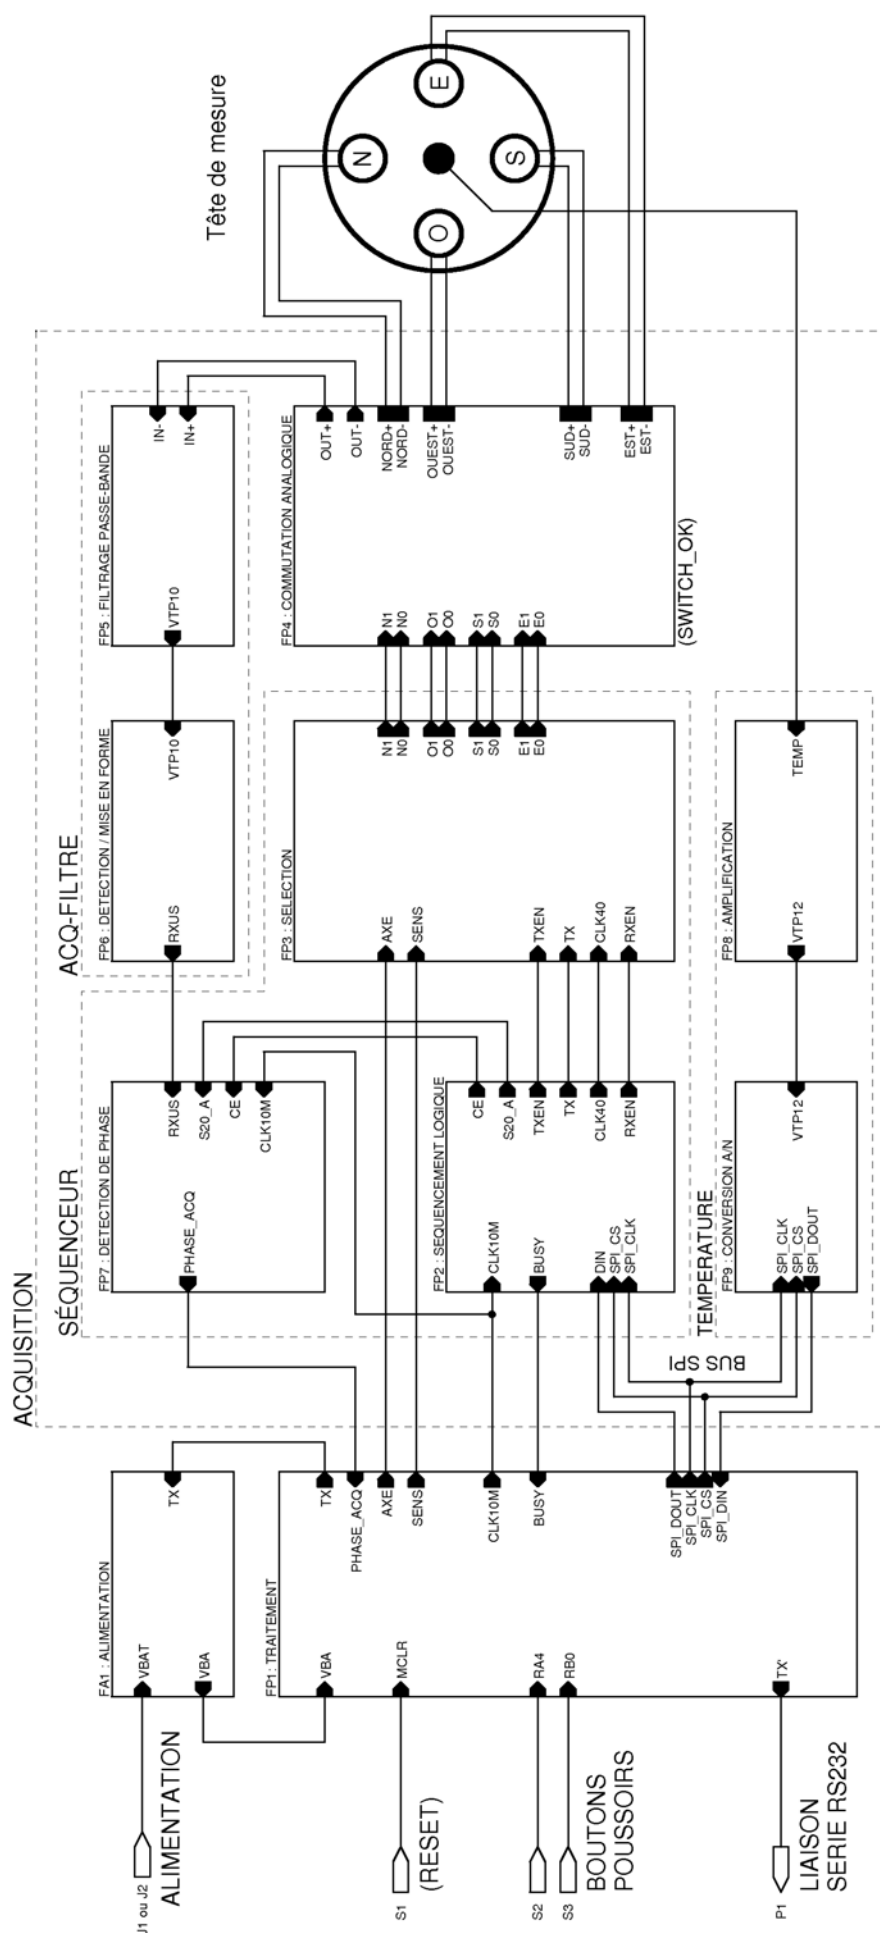 ACQUISITION
SÉQUENCEUR
ACQ-FILTRE
TEMPERATURE
Tête de mesure
N
E
S
O
FA1 : ALIMENTATION
VBAT
VBA
TX
J1 ou J2
ALIMENTATION
FP1 : TRAITEMENT
VBA
MCLR
RA4
RB0
TX'
TX
PHASE_ACQ
AXE
SENS
CLK10M
BUSY
SPI_DOUT
SPI_CLK
SPI_CS
SPI_DIN
S1
(RESET)
S2
S3
BOUTONS
POUSSOIRS
P1
LIAISON
SERIE RS232
BUS SPI
FP7 : DETECTION DE PHASE
PHASE_ACQ
RXUS
S20_A
CE
CLK10M
FP2 : SEQUENCEMENT LOGIQUE
CLK10M
BUSY
DIN
SPI_CS
SPI_CLK
CE
S20_A
TXEN
TX
CLK40
RXEN
FP9 : CONVERSION A/N
SPI_CLK
SPI_CS
SPI_DOUT
VTP12
FP6 : DETECTION / MISE EN FORME
RXUS
VTP10
FP3 : SELECTION
AXE
SENS
TXEN
TX
CLK40
RXEN
N1
N0
O1
O0
S1
S0
E1
E0
FP8 : AMPLIFICATION
VTP12
TEMP
FP5 : FILTRAGE PASSE-BANDE
VTP10
IN-
IN+
FP4 : COMMUTATION ANALOGIQUE
N1
N0
O1
O0
S1
S0
E1
E0
OUT+
OUT-
NORD+
NORD-
OUEST+
OUEST-
SUD+
SUD-
EST+
EST-
(SWITCH_OK)